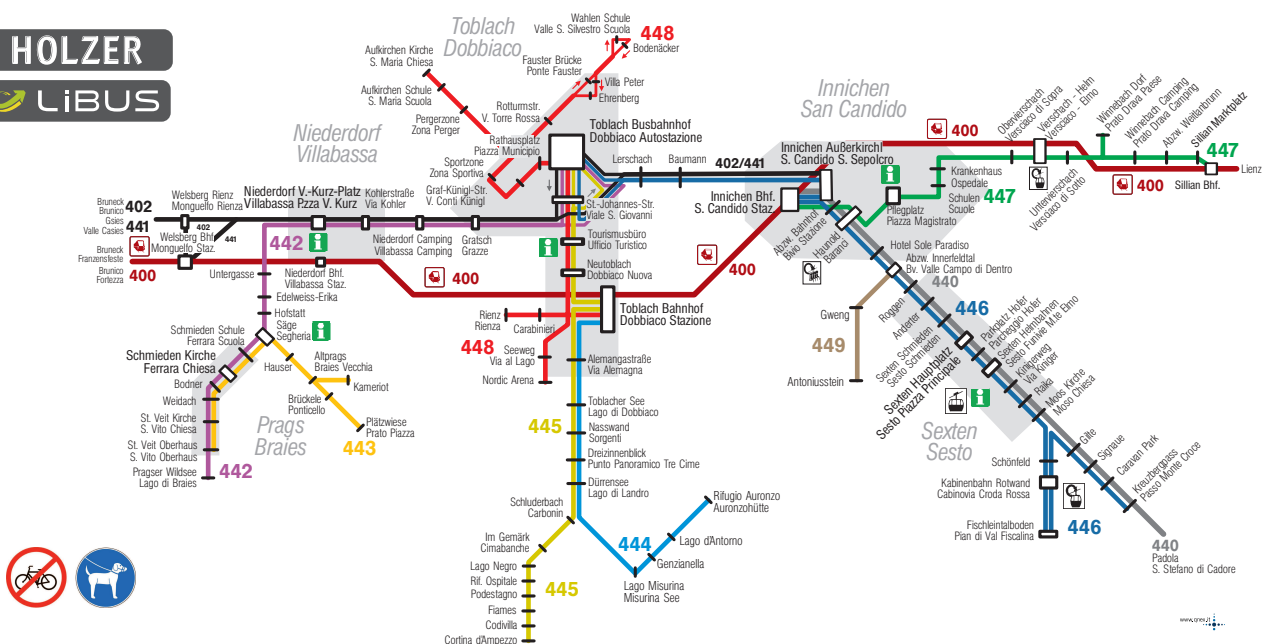 HOLZER
LiBUS
Toblach
Dobbiaco
Niederdorf
Villabassa
Innichen
San Candido
Prags
Braies
Sexten
Sesto
Wahlen Schule
Valle S. Silvestro Scuola
448
Bodenäcker
Aufkirchen Kirche
S. Maria Chiesa
Fauster Brücke
Ponte Fauster
Villa Peter
Ehrenberg
Aufkirchen Schule
S. Maria Scuola
Rotturmstr.
V. Torre Rossa
Pergerzone
Zona Perger
Rathausplatz
Piazza Municipio
Toblach Busbahnhof
Dobbiaco Autostazione
Sportzone
Zona Sportiva
Graf-Künigl-Str.
V. Conti Künigl
Lerschach
Baumann
402/441
Innichen Außerkirchl
S. Candido S. Sepolcro
400
Innichen Bhf.
S. Candido Staz.
Obervierschach
Versciaco di Sopra
Vierschach - Helm
Versciaco - Elmo
Winnebach Dorf
Prato Drava Paese
Winnebach Camping
Prato Drava Camping
Abzw. Weitlanbrunn
Sillian Marktplatz
447
Lienz
Sillian Bhf.
400
Untervierschach
Versciaco di Sotto
Krankenhaus
Ospedale
Schulen
Scuole
447
Pflegplatz
Piazza Magistrato
Bruneck
Brunico
402
Gsies
Valle Casies
441
Welsberg Rienz
Monguelfo Rienza
402
441
Welsberg Bhf.
Monguelfo Staz.
Bruneck
Franzensfeste
Brunico
Fortezza
400
Niederdorf V.-Kurz-Platz
Villabassa P.zza V. Kurz
Kohlerstraße
Via Kohler
442
Niederdorf Camping
Villabassa Camping
Gratsch
Grazze
Niederdorf Bhf.
Villabassa Staz.
400
St.-Johannes-Str.
Viale S. Giovanni
Tourismusbüro
Ufficio Turistico
Neutoblach
Dobbiaco Nuova
400
Toblach Bahnhof
Dobbiaco Stazione
Rienz
Rienza
Carabinieri
448
Seeweg
Via al Lago
Nordic Arena
Alemangastraße
Via Alemagna
Untergasse
Edelweiss-Erika
Hofstatt
Säge
Segheria
Schmieden Schule
Ferrara Scuola
Schmieden Kirche
Ferrara Chiesa
Bodner
Weidach
St. Veit Kirche
S. Vito Chiesa
St. Veit Oberhaus
S. Vito Oberhaus
Pragser Wildsee
Lago di Braies
442
Hauser
Altprags
Braies Vecchia
Kameriot
Brückele
Ponticello
Plätzwiese
Prato Piazza
443
445
Toblacher See
Lago di Dobbiaco
Nasswand
Sorgenti
Dreizinnenblick
Punto Panoramico Tre Cime
Dürrensee
Lago di Landro
Schluderbach
Carbonin
Im Gemärk
Cimabanche
Lago Negro
Rif. Ospitale
Podestagno
Fiames
Codivilla
Cortina d'Ampezzo
445
444
Rifugio Auronzo
Auronzohütte
Lago d'Antorno
Genzianella
Lago Misurina
Misurina See
Abzw. Bahnhof
Bivio Stazione
Haunold
Baranci
Hotel Sole Paradiso
Abzw. Innerfeldtal
Bv. Valle Campo di Dentro
440
446
Gweng
449
Antoniusstein
Roggen
Anderter
Sexten Schmieden
Sesto Schmieden
Sexten Hauptplatz
Sesto Piazza Principale
Parkplatz Hofer
Parcheggio Hofer
Sexten Helmbahnen
Sesto Funivie M.te Elmo
Kinigerweg
Via Kiniger
Raika
Moos Kirche
Moso Chiesa
Schönfeld
Kabinenbahn Rotwand
Cabinovia Croda Rossa
Fischleintalboden
Pian di Val Fiscalina
446
Gifte
Signaue
Caravan Park
Kreuzbergpass
Passo Monte Croce
440
Padola
S. Stefano di Cadore